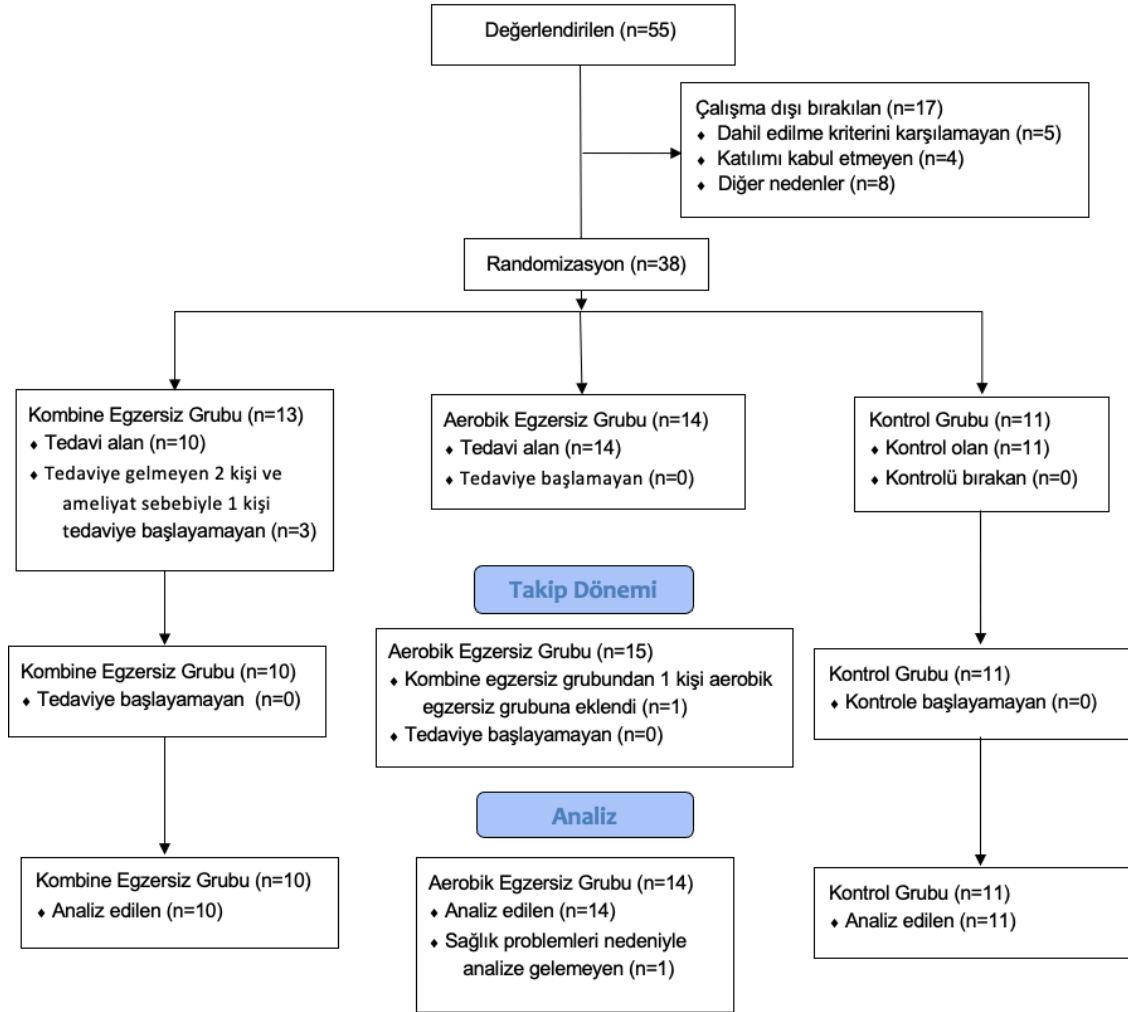 Değerlendirilen (n=55)
Çalışma dışı bırakılan (n=17)
♦ Dahil edilme kriterini karşılamayan (n=5)
♦ Katılımı kabul etmeyen (n=4)
♦ Diğer nedenler (n=8)
Randomizasyon (n=38)
Kombine Egzersiz Grubu (n=13)
♦ Tedavi alan (n=10)
♦ Tedaviye gelmeyen 2 kişi ve
ameliyat sebebiyle 1 kişi
tedaviye başlayamayan (n=3)
Aerobik Egzersiz Grubu (n=14)
♦ Tedavi alan (n=14)
♦ Tedaviye başlamayan (n=0)
Kontrol Grubu (n=11)
♦ Kontrol olan (n=11)
♦ Kontrolü bırakan (n=0)
Takip Dönemi
Kombine Egzersiz Grubu (n=10)
♦ Tedaviye başlayamayan (n=0)
Aerobik Egzersiz Grubu (n=15)
♦ Kombine egzersiz grubundan 1 kişi aerobik
egzersiz grubuna eklendi (n=1)
♦ Tedaviye başlayamayan (n=0)
Kontrol Grubu (n=11)
♦ Kontrole başlayamayan (n=0)
Analiz
Kombine Egzersiz Grubu (n=10)
♦ Analiz edilen (n=10)
Aerobik Egzersiz Grubu (n=14)
♦ Analiz edilen (n=14)
♦ Sağlık problemleri nedeniyle
analize gelemeyen (n=1)
Kontrol Grubu (n=11)
♦ Analiz edilen (n=11)